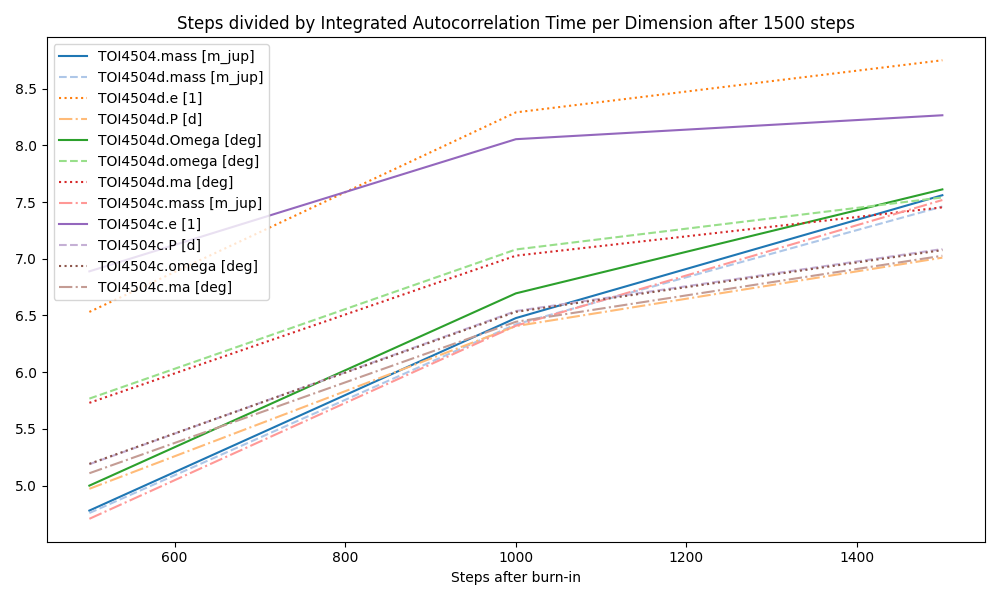 Steps divided by Integrated Autocorrelation Time per Dimension after 1500 steps
TOI4504.mass [m_jup]
TOI4504d.mass [m_jup]
TOI4504d.e [1]
TOI4504d.P [d]
TOI4504d.Omega [deg]
TOI4504d.omega [deg]
TOI4504d.ma [deg]
TOI4504c.mass [m_jup]
TOI4504c.e [1]
TOI4504c.P [d]
TOI4504c.omega [deg]
TOI4504c.ma [deg]
8.5
8.0
7.5
7.0
6.5
6.0
5.5
5.0
600 800 1000 1200 1400
Steps after burn-in